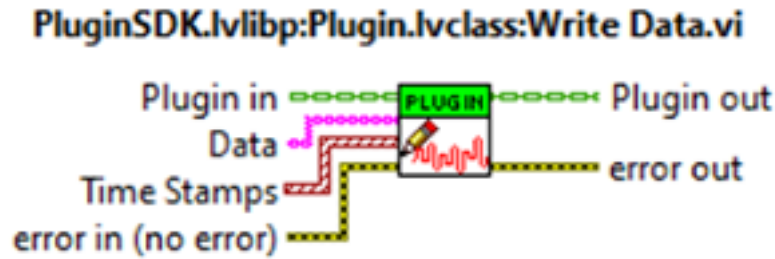 PluginSDK.lvlibp:Plugin.lvclass:Write Data.vi
Plugin in
PLUGIN
Plugin out
Data
Time Stamps
error out
error in (no error)